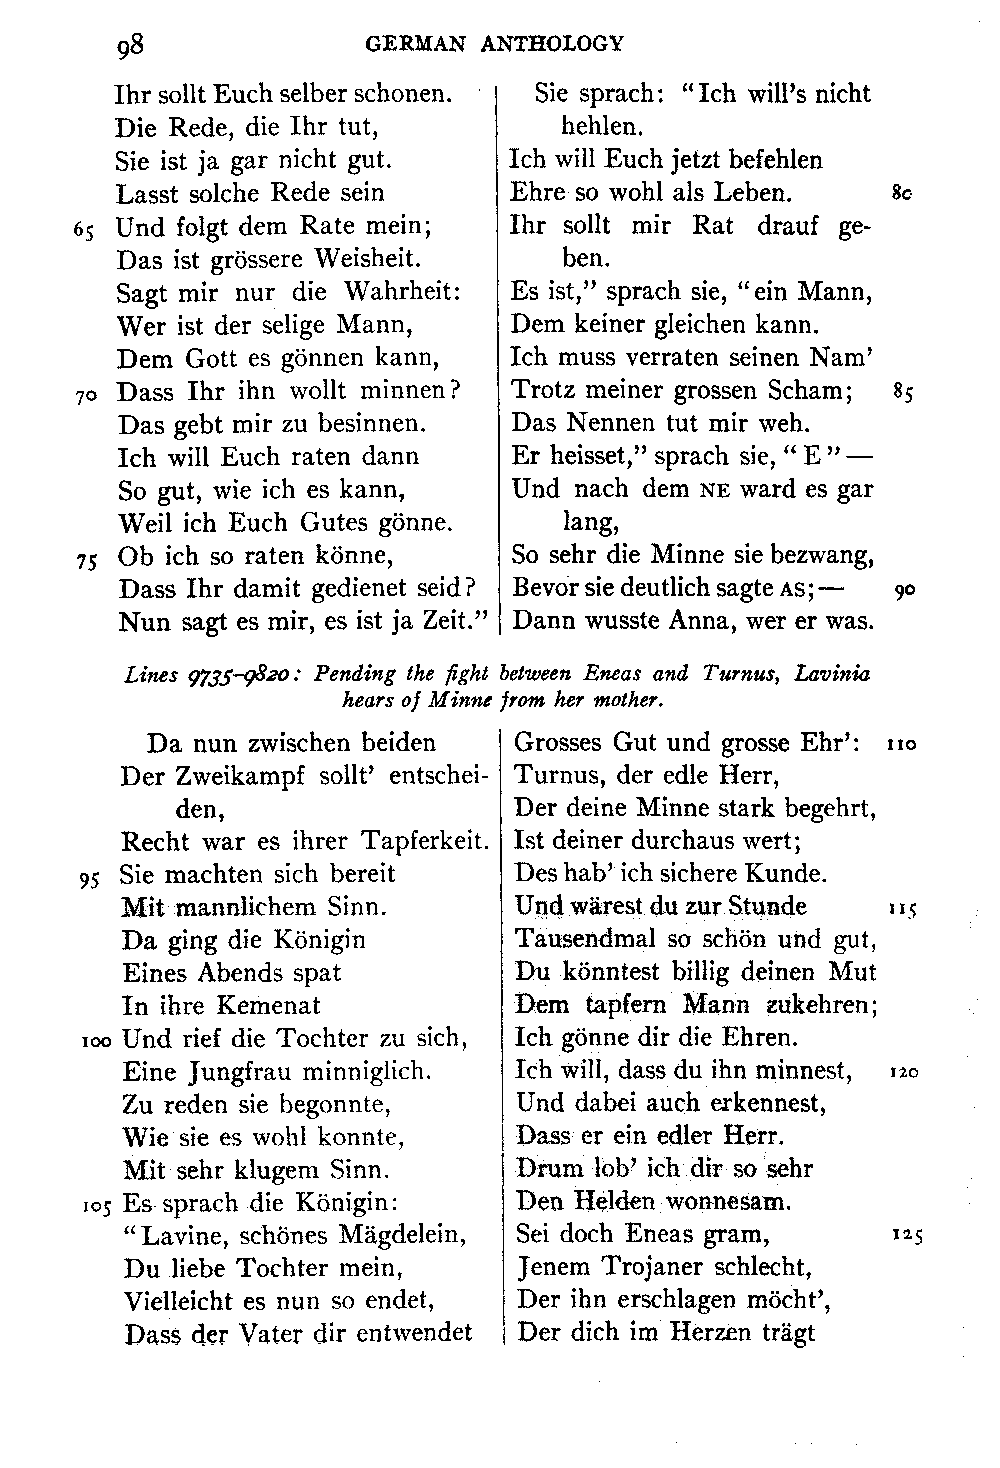 98 GERMAN ANTHOLOGY
Ihr sollt Euch selber schonen.
Die Rede, die Ihr tut,
Sie ist ja gar nicht gut.
Lasst solche Rede sein
65 Und folgt dem Rate mein;
Das ist grössere Weisheit.
Sagt mir nur die Wahrheit:
Wer ist der selige Mann,
Dem Gott es gönnen kann,
70 Dass Ihr ihn wollt minnen?
Das gebt mir zu besinnen.
Ich will Euch raten dann
So gut, wie ich es kann,
Weil ich Euch Gutes gönne.
75 Ob ich so raten könne,
Dass Ihr damit gedienet seid?
Nun sagt es mir, es ist ja Zeit.”
Sie sprach: “Ich will's nicht
hehlen.
Ich will Euch jetzt befehlen
Ehre so wohl als Leben. 80
Ihr sollt mir Rat drauf ge-
ben.
Es ist,” sprach sie, “ein Mann,
Dem keiner gleichen kann.
Ich muss verraten seinen Nam’
Trotz meiner grossen Scham; 85
Das Nennen tut mir weh.
Er heisset,” sprach sie, “E”—
Und nach dem NE ward es gar
lang,
So sehr die Minne sie bezwang,
Bevor sie deutlich sagte AS;— 90
Dann wusste Anna, wer er was.
Lines 9735–9820: Pending the fight between Eneas and Turnus, Lavinia
hears of Minne from her mother.
Da nun zwischen beiden
Der Zweikampf sollt’ entschei-
den,
Recht war es ihrer Tapferkeit.
95 Sie machten sich bereit
Mit mannlichem Sinn.
Da ging die Königin
Eines Abends spat
In ihre Kemenat
100 Und rief die Tochter zu sich,
Eine Jungfrau minniglich.
Zu reden sie begonnte,
Wie sie es wohl konnte,
Mit sehr klugem Sinn.
105 Es sprach die Königin:
“Lavine, schönes Mägdelein,
Du liebe Tochter mein,
Vielleicht es nun so endet,
Dass der Vater dir entwendet
Grosses Gut und grosse Ehr’: 110
Turnus, der edle Herr,
Der deine Minne stark begehrt,
Ist deiner durchaus wert;
Des hab’ ich sichere Kunde.
Und wärest du zur Stunde 115
Tausendmal so schön und gut,
Du könntest billig deinen Mut
Dem tapfern Mann zukehren;
Ich gönne dir die Ehren.
Ich will, dass du ihn minnest, 120
Und dabei auch erkennest,
Dass er ein edler Herr.
Drum lob’ ich dir so sehr
Den Helden wonnesam.
Sei doch Eneas gram, 125
Jenem Trojaner schlecht,
Der ihn erschlagen möcht’,
Der dich im Herzen trägt